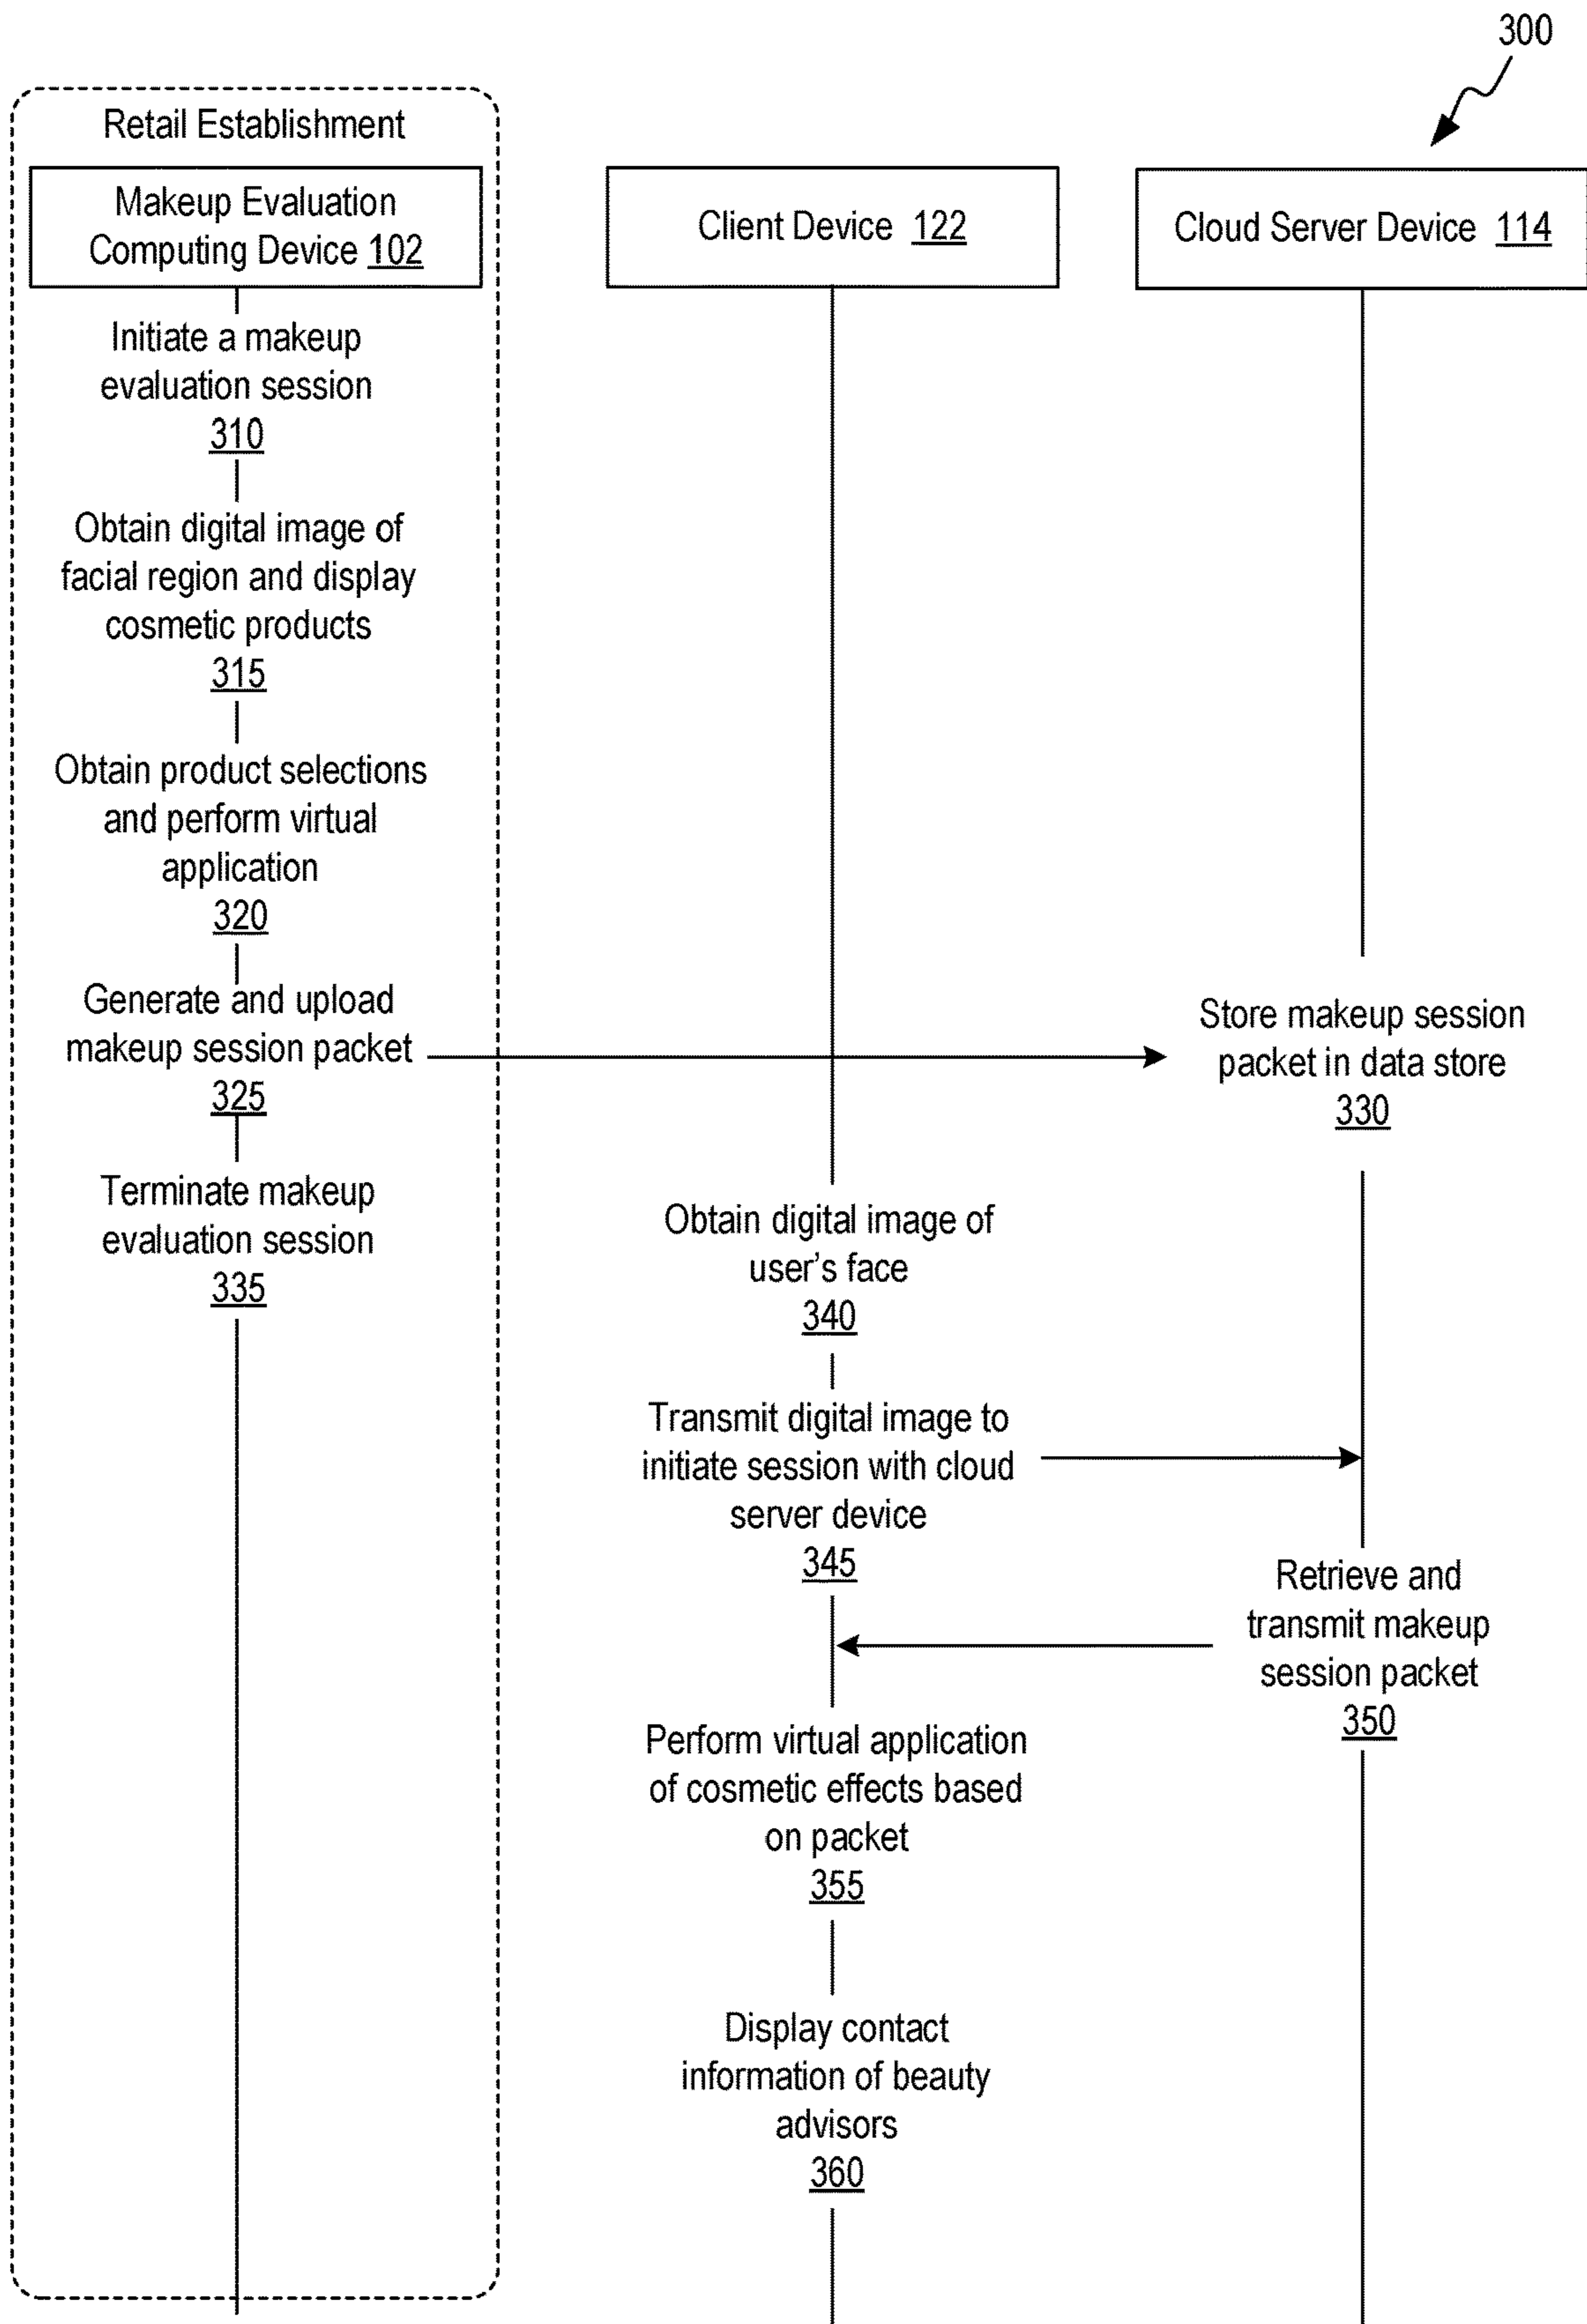 300
Retail Establishment
Makeup Evaluation
Computing Device 102
Client Device 122
Cloud Server Device 114
Initiate a makeup
evaluation session
310
Obtain digital image of
facial region and display
cosmetic products
315
Obtain product selections
and perform virtual
application
320
Generate and upload
makeup session packet
325
Store makeup session
packet in data store
330
Terminate makeup
evaluation session
335
Obtain digital image of
user's face
340
Transmit digital image to
initiate session with cloud
server device
345
Retrieve and
transmit makeup
session packet
350
Perform virtual application
of cosmetic effects based
on packet
355
Display contact
information of beauty
advisors
360